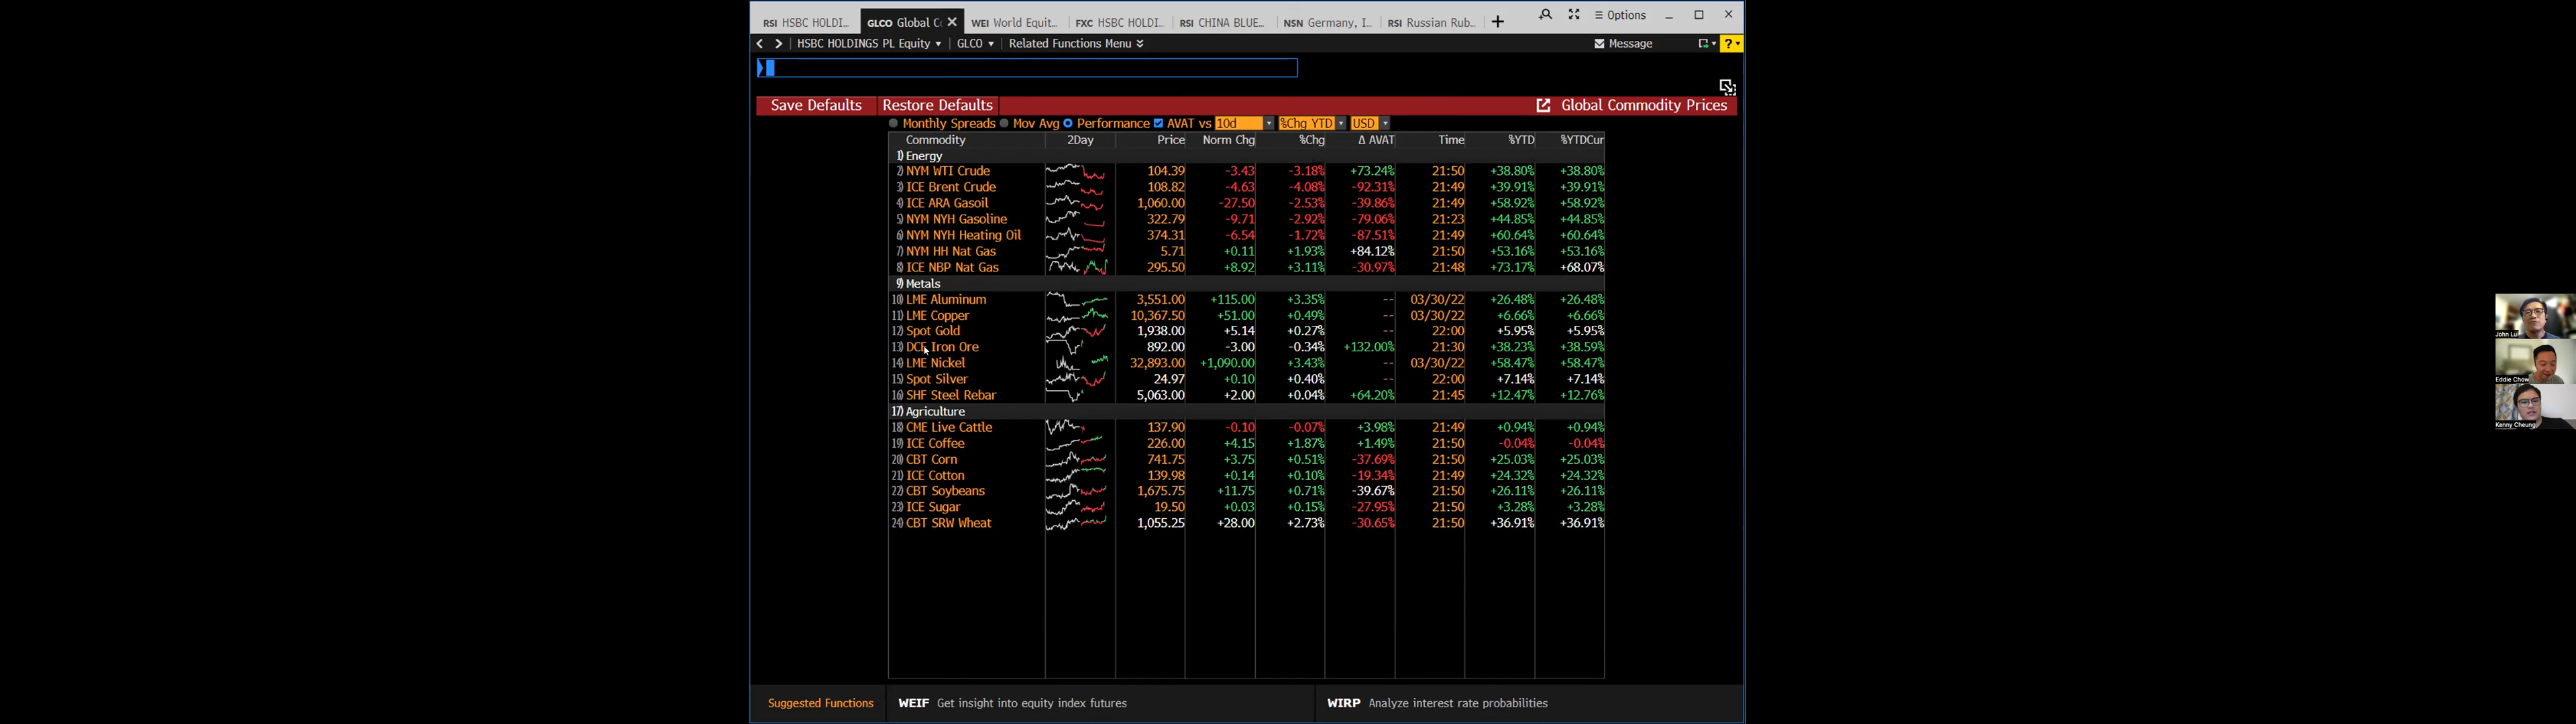 RSI HSBC HOLDI... GLCO Global C WEI World Equit... FXC HSBC HOLDI... RSI CHINA BLUE... NSN Germany, I... RSI Russian Rub... Options
HSBC HOLDINGS PL Equity GLCO Related Functions Menu Message ?
Save Defaults Restore Defaults Global Commodity Prices
Monthly Spreads Mov Avg Performance AVAT vs 10d %Chg YTD USD
Commodity 2Day Price Norm Chg %Chg Δ AVAT Time %YTD %YTDCur
1) Energy
2) NYM WTI Crude 104.39 -3.43 -3.18% +73.24% 21:50 +38.80% +38.80%
3) ICE Brent Crude 108.82 -4.63 -4.08% -92.31% 21:49 +39.91% +39.91%
4) ICE ARA Gasoil 1,060.00 -27.50 -2.53% -39.86% 21:49 +58.92% +58.92%
5) NYM NYH Gasoline 322.79 -9.71 -2.92% -79.06% 21:23 +44.85% +44.85%
6) NYM NYH Heating Oil 374.31 -6.54 -1.72% -87.51% 21:49 +60.64% +60.64%
7) NYM HH Nat Gas 5.71 +0.11 +1.93% +84.12% 21:50 +53.16% +53.16%
8) ICE NBP Nat Gas 295.50 +8.92 +3.11% -30.97% 21:48 +73.17% +68.07%
9) Metals
10) LME Aluminum 3,551.00 +115.00 +3.35% -- 03/30/22 +26.48% +26.48%
11) LME Copper 10,367.50 +51.00 +0.49% -- 03/30/22 +6.66% +6.66%
12) Spot Gold 1,938.00 +5.14 +0.27% -- 22:00 +5.95% +5.95%
13) DCE Iron Ore 892.00 -3.00 -0.34% +132.00% 21:30 +38.23% +38.59%
14) LME Nickel 32,893.00 +1,090.00 +3.43% -- 03/30/22 +58.47% +58.47%
15) Spot Silver 24.97 +0.10 +0.40% -- 22:00 +7.14% +7.14%
16) SHF Steel Rebar 5,063.00 +2.00 +0.04% +64.20% 21:45 +12.47% +12.76%
17) Agriculture
18) CME Live Cattle 137.90 -0.10 -0.07% +3.98% 21:49 +0.94% +0.94%
19) ICE Coffee 226.00 +4.15 +1.87% +1.49% 21:50 -0.04% -0.04%
20) CBT Corn 741.75 +3.75 +0.51% -37.69% 21:50 +25.03% +25.03%
21) ICE Cotton 139.98 +0.14 +0.10% -19.34% 21:49 +24.32% +24.32%
22) CBT Soybeans 1,675.75 +11.75 +0.71% -39.67% 21:50 +26.11% +26.11%
23) ICE Sugar 19.50 +0.03 +0.15% -27.95% 21:50 +3.28% +3.28%
24) CBT SRW Wheat 1,055.25 +28.00 +2.73% -30.65% 21:50 +36.91% +36.91%
Suggested Functions WEIF Get insight into equity index futures WIRP Analyze interest rate probabilities
John Lui
Eddie Chow
Kenny Cheung